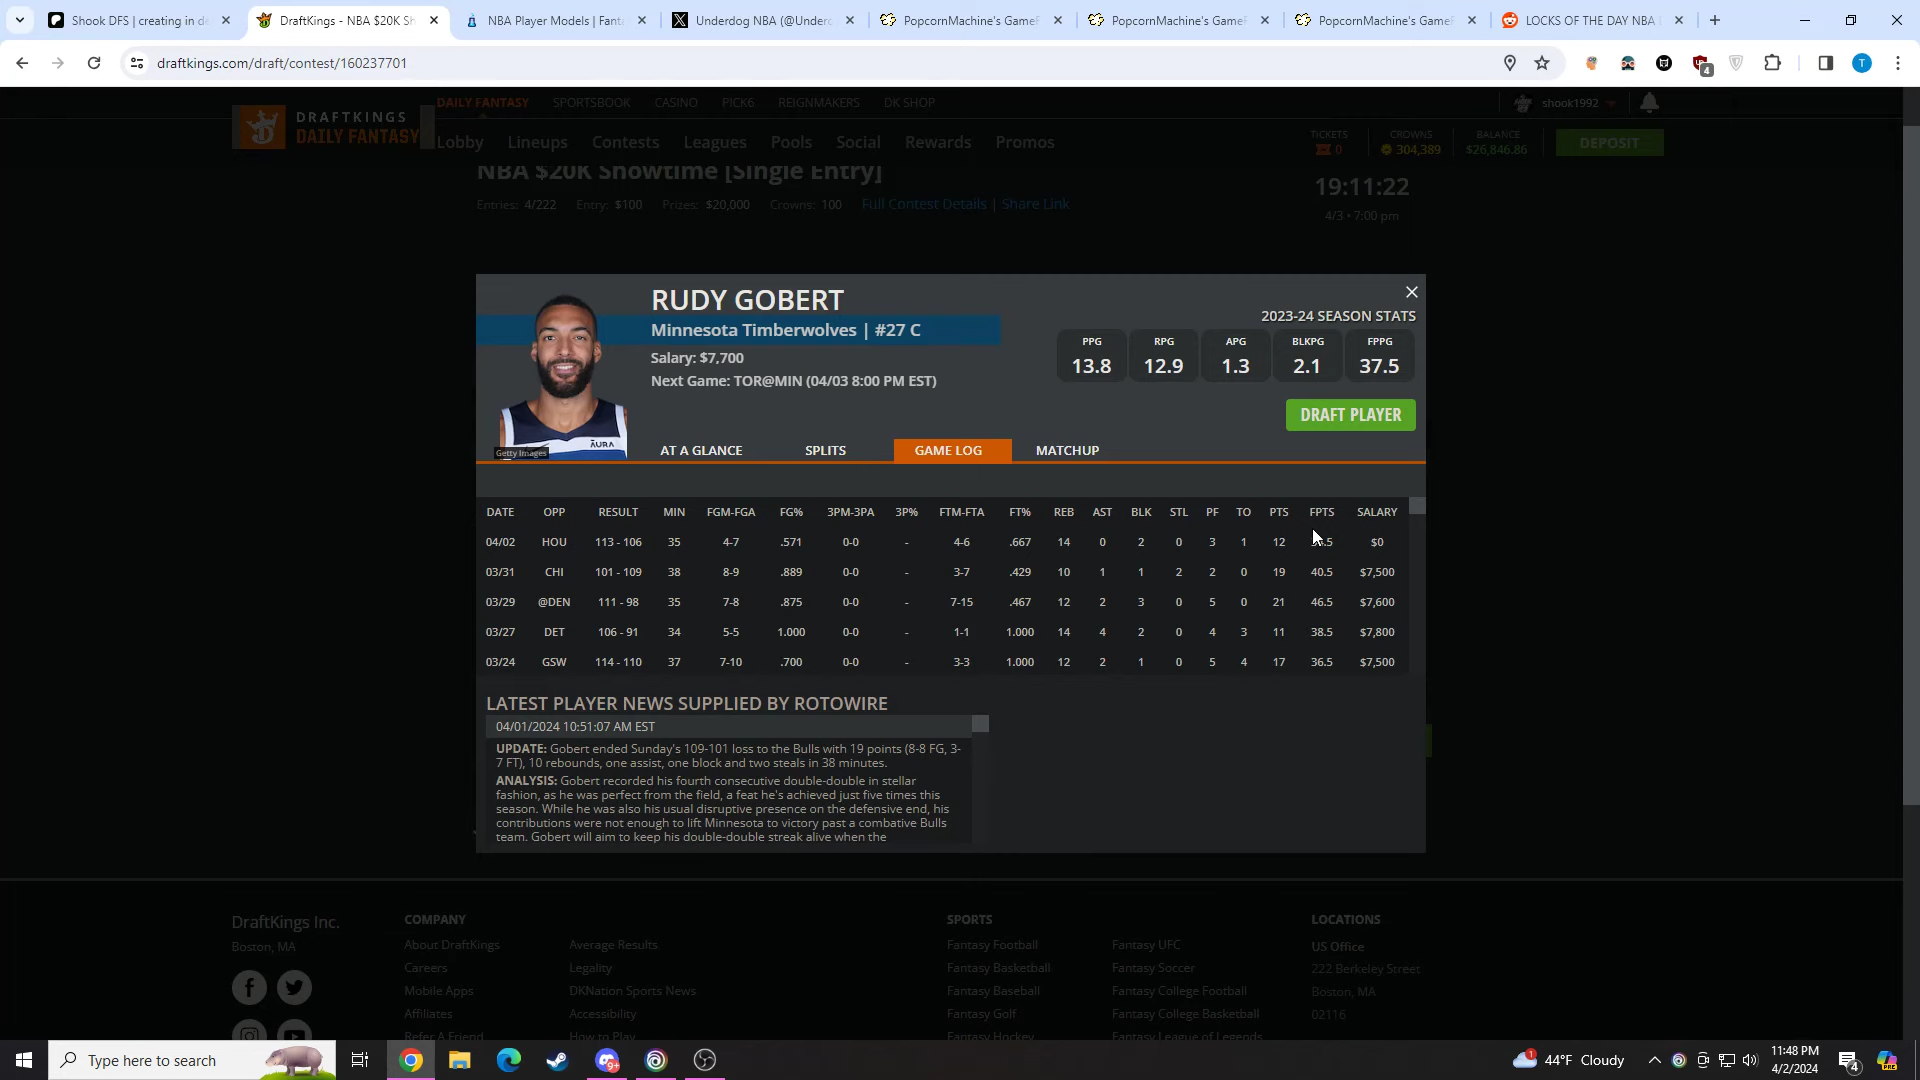 Shook DFS | creating in da
DraftKings - NBA $20K Sh
NBA Player Models | Fanta
Underdog NBA (@Underd
PopcornMachine's GameF
PopcornMachine's GameF
PopcornMachine's GameF
LOCKS OF THE DAY NBA
draftkings.com/draft/contest/160237701
4
T
DAILY FANTASY SPORTSBOOK CASINO PICK6 REIGNMAKERS DK SHOP
shook1992
DRAFTKINGS
DAILY FANTASY
Lobby Lineups Contests Leagues Pools Social Rewards Promos
TICKETS
0
CROWNS
304,389
BALANCE
$26,846.86
DEPOSIT
NBA $20K Showtime [Single Entry]
19:11:22
Entries: 4/222 Entry: $100 Prizes: $20,000 Crowns: 100 Full Contest Details | Share Link
4/3 • 7:00 pm
RUDY GOBERT
Minnesota Timberwolves | #27 C
Salary: $7,700
Next Game: TOR@MIN (04/03 8:00 PM EST)
AURA
Getty Images
2023-24 SEASON STATS
PPG RPG APG BLKPG FPPG
13.8 12.9 1.3 2.1 37.5
DRAFT PLAYER
AT A GLANCE SPLITS GAME LOG MATCHUP
DATE OPP RESULT MIN FGM-FGA FG% 3PM-3PA 3P% FTM-FTA FT% REB AST BLK STL PF TO PTS FPTS SALARY
04/02 HOU 113 - 106 35 4-7 .571 0-0 - 4-6 .667 14 0 2 0 3 1 12 $0
03/31 CHI 101 - 109 38 8-9 .889 0-0 - 3-7 .429 10 1 1 2 2 0 19 40.5 $7,500
03/29 @DEN 111 - 98 35 7-8 .875 0-0 - 7-15 .467 12 2 3 0 5 0 21 46.5 $7,600
03/27 DET 106 - 91 34 5-5 1.000 0-0 - 1-1 1.000 14 4 2 0 4 3 11 38.5 $7,800
03/24 GSW 114 - 110 37 7-10 .700 0-0 - 3-3 1.000 12 2 1 0 5 4 17 36.5 $7,500
LATEST PLAYER NEWS SUPPLIED BY ROTOWIRE
04/01/2024 10:51:07 AM EST
UPDATE: Gobert ended Sunday's 109-101 loss to the Bulls with 19 points (8-8 FG, 3-
7 FT), 10 rebounds, one assist, one block and two steals in 38 minutes.
ANALYSIS: Gobert recorded his fourth consecutive double-double in stellar
fashion, as he was perfect from the field, a feat he's achieved just five times this
season. While he was also his usual disruptive presence on the defensive end, his
contributions were not enough to lift Minnesota to victory past a combative Bulls
team. Gobert will aim to keep his double-double streak alive when the
DraftKings Inc.
Boston, MA
COMPANY
About DraftKings
Careers
Mobile Apps
Affiliates
Refer A Friend
Average Results
Legality
DKNation Sports News
Accessibility
How to Play
SPORTS
Fantasy Football
Fantasy Basketball
Fantasy Baseball
Fantasy Golf
Fantasy Hockey
Fantasy UFC
Fantasy Soccer
Fantasy College Football
Fantasy College Basketball
Fantasy League of Legends
LOCATIONS
US Office
222 Berkeley Street
Boston, MA
02116
Type here to search
9+
1
44°F Cloudy
11:48 PM
4/2/2024
4
PRE